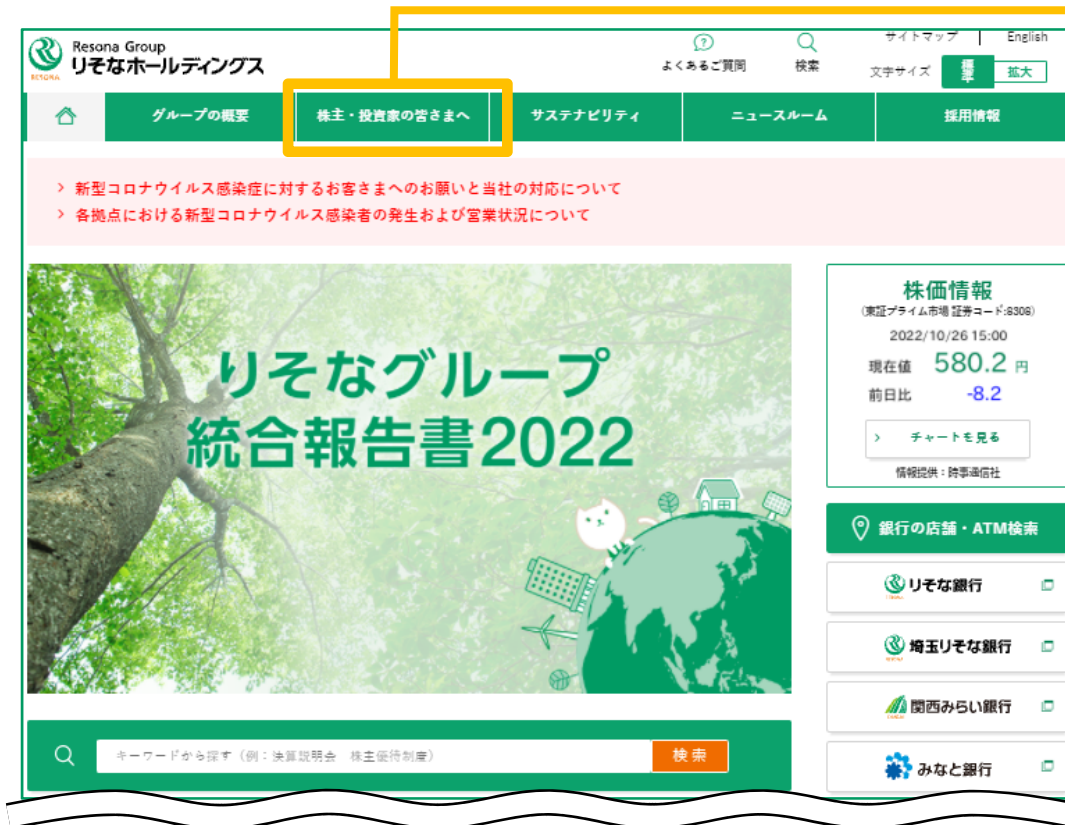 Resona Group
りそなホールディングス
RESONA
よくあるご質問
検索
サイトマップ | English
文字サイズ 標準 拡大
グループの概要
株主・投資家の皆さまへ
サステナビリティ
ニュースルーム
採用情報
> 新型コロナウイルス感染症に対するお客さまへのお願いと当社の対応について
> 各拠点における新型コロナウイルス感染者の発生および営業状況について
りそなグループ
統合報告書2022
株価情報
(東証プライム市場 証券コード:8308)
2022/10/26 15:00
現在値 580.2 円
前日比 -8.2
> チャートを見る
情報提供:時事通信社
銀行の店舗・ATM検索
りそな銀行
埼玉りそな銀行
関西みらい銀行
みなと銀行
キーワードから探す(例:決算説明会 株主優待制度)
検索